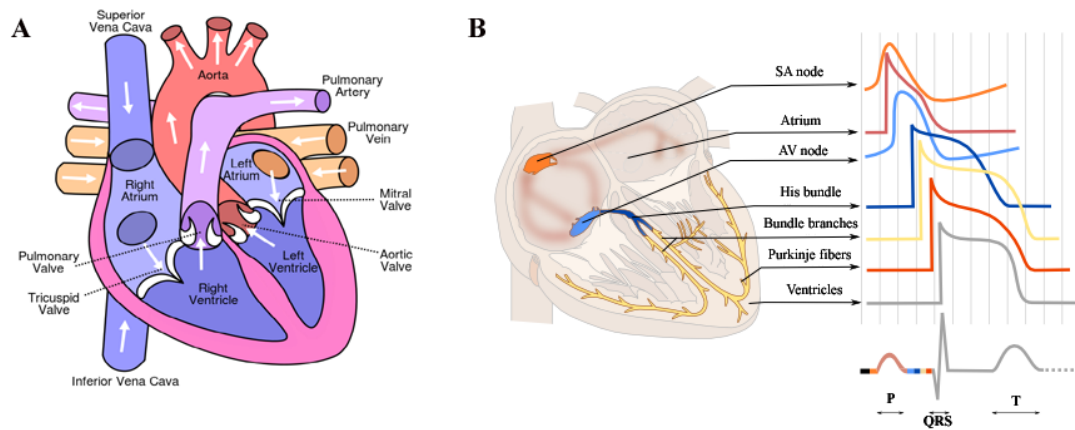 A
Superior
Vena Cava
Aorta
Pulmonary
Artery
Pulmonary
Vein
Left
Atrium
Right
Atrium
Mitral
Valve
Pulmonary
Valve
Aortic
Valve
Left
Ventricle
Tricuspid
Valve
Right
Ventricle
Inferior Vena Cava
B
SA node
Atrium
AV node
His bundle
Bundle branches
Purkinje fibers
Ventricles
P
QRS
T